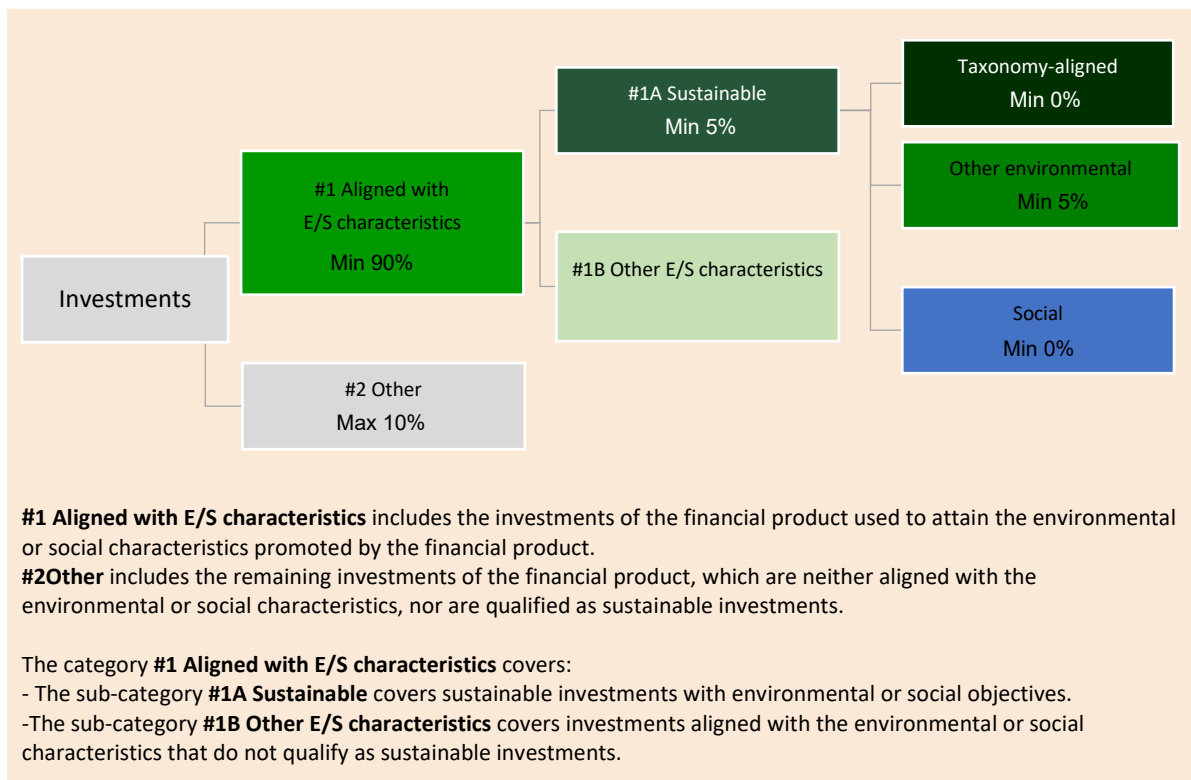 Investments
#1 Aligned with
E/S characteristics
Min 90%
#2 Other
Max 10%
#1A Sustainable
Min 5%
#1B Other E/S characteristics
Taxonomy-aligned
Min 0%
Other environmental
Min 5%
Social
Min 0%
#1 Aligned with E/S characteristics includes the investments of the financial product used to attain the environmental
or social characteristics promoted by the financial product.
#2Other includes the remaining investments of the financial product, which are neither aligned with the
environmental or social characteristics, nor are qualified as sustainable investments.
The category #1 Aligned with E/S characteristics covers:
- The sub-category #1A Sustainable covers sustainable investments with environmental or social objectives.
-The sub-category #1B Other E/S characteristics covers investments aligned with the environmental or social
characteristics that do not qualify as sustainable investments.